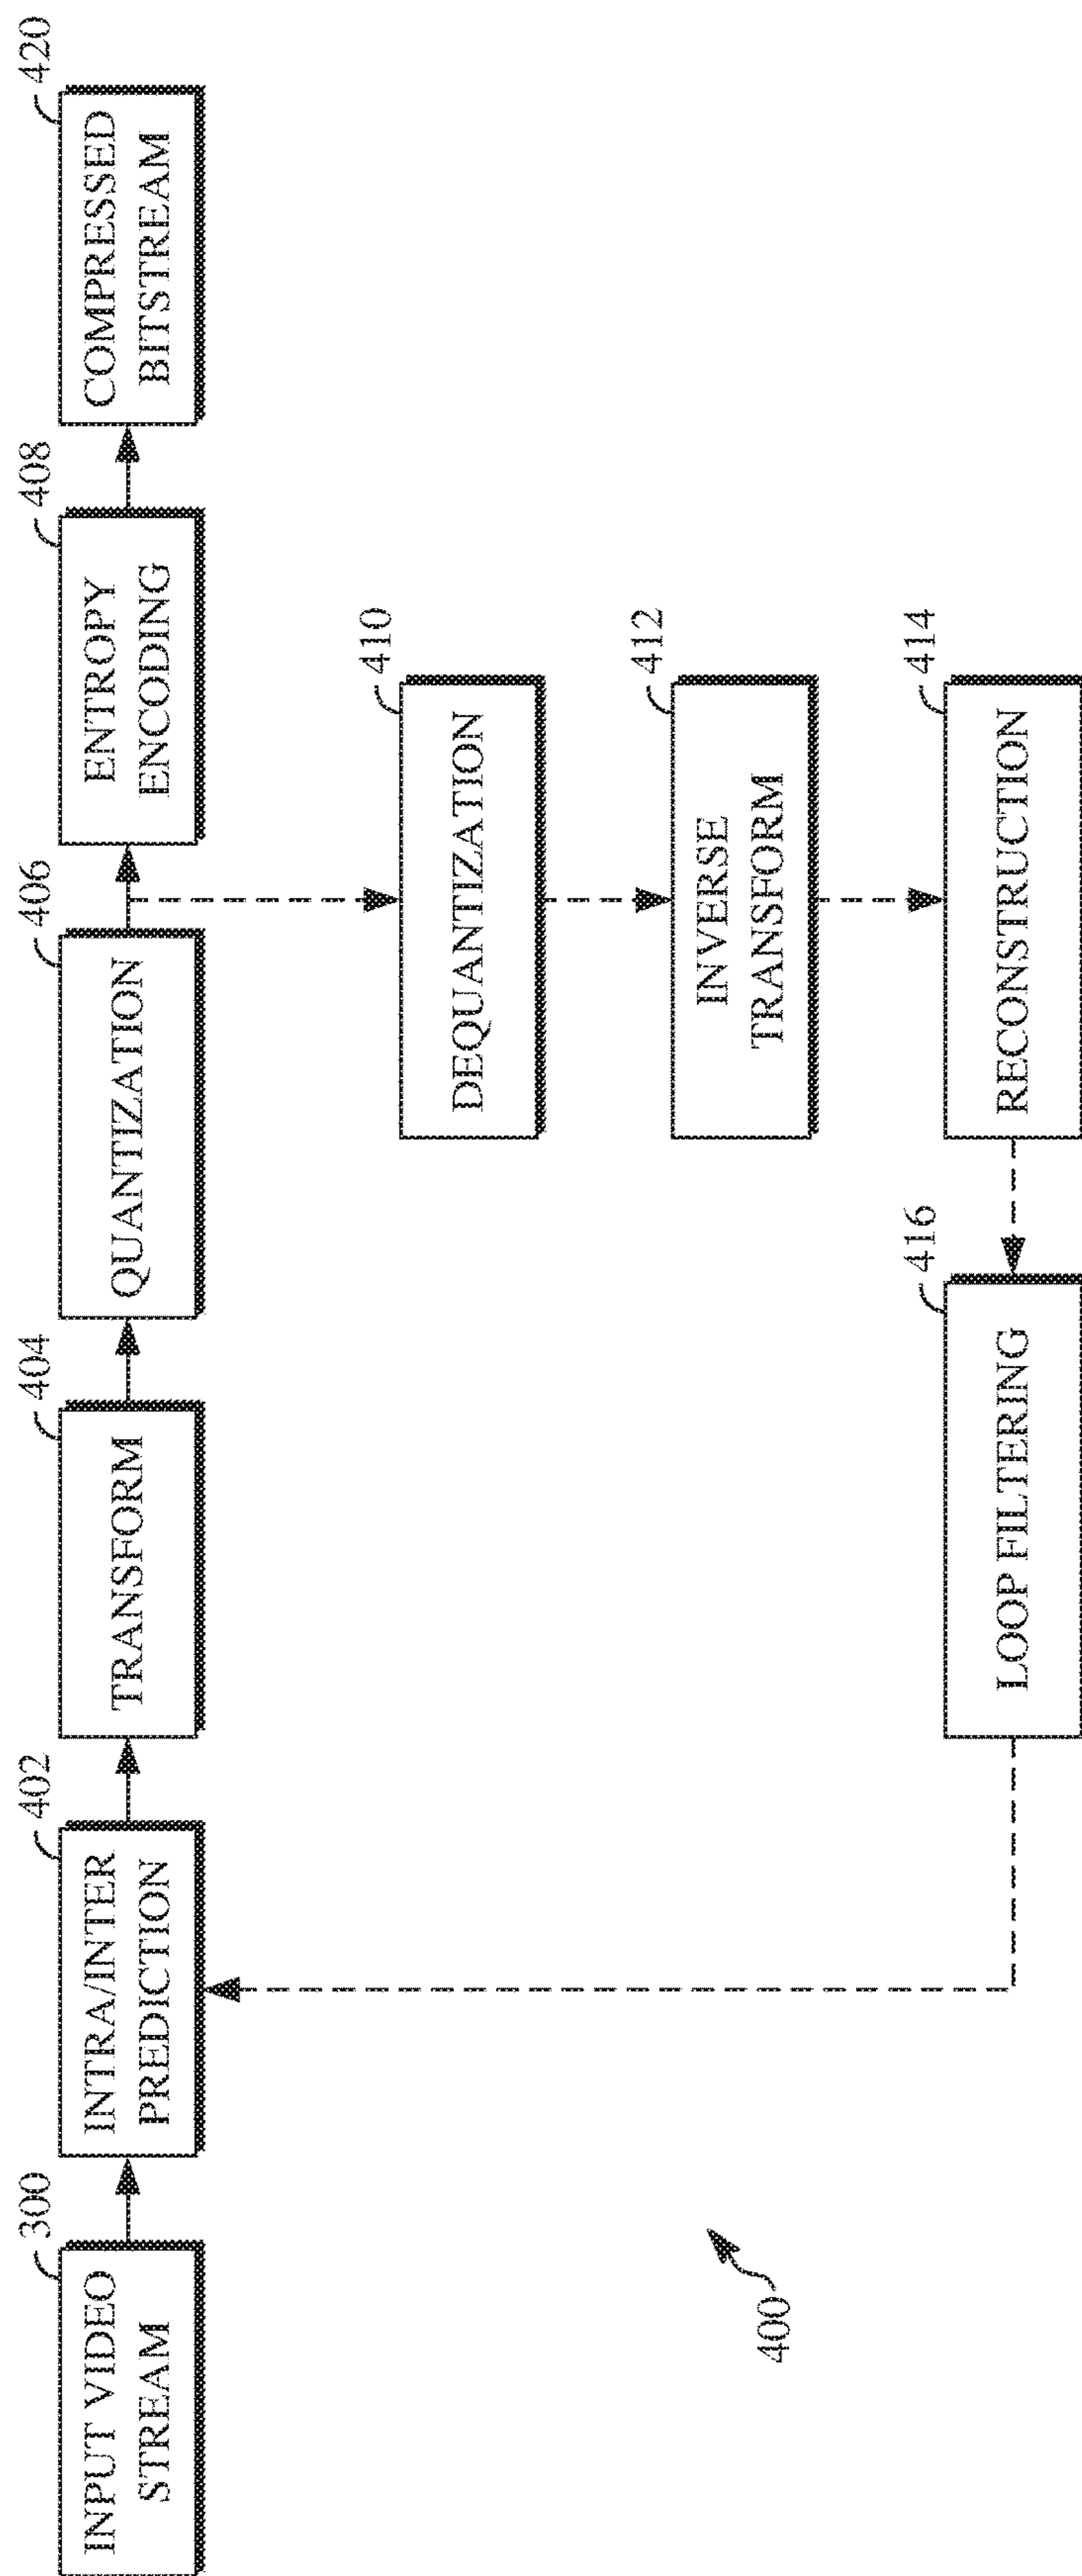 300
INPUT VIDEO
STREAM
402
INTRA/INTER
PREDICTION
404
TRANSFORM
406
QUANTIZATION
408
ENTROPY
ENCODING
420
COMPRESSED
BITSTREAM
410
DEQUANTIZATION
412
INVERSE
TRANSFORM
414
RECONSTRUCTION
416
LOOP FILTERING
400